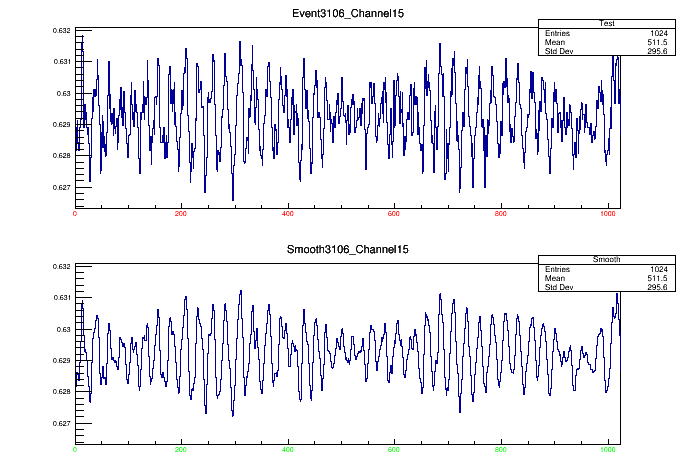 Event3106_Channel15
Test
Entries 1024
Mean 511.5
Std Dev 295.6
0.632
0.631
0.63
0.629
0.628
0.627
0 200 400 600 800 1000
Smooth3106_Channel15
Smooth
Entries 1024
Mean 511.5
Std Dev 295.6
0.632
0.631
0.63
0.629
0.628
0.627
0 200 400 600 800 1000